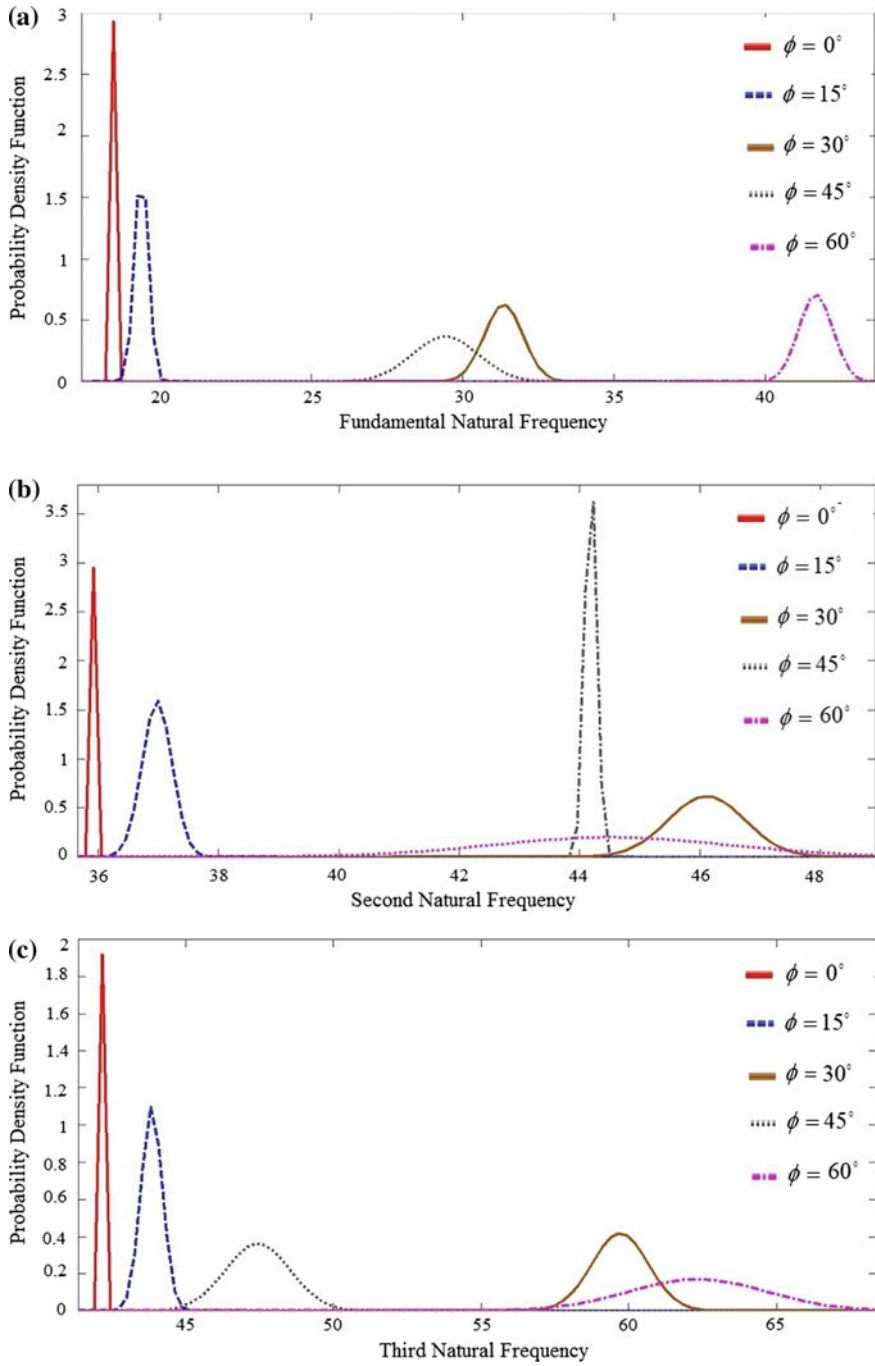 (a)
Probability Density Function
3
2.5
2
1.5
1
0.5
0
20
25
30
35
40
Fundamental Natural Frequency
ϕ = 0°
ϕ = 15°
ϕ = 30°
ϕ = 45°
ϕ = 60°
(b)
Probability Density Function
3.5
3
2.5
2
1.5
1
0.5
0
36
38
40
42
44
46
48
Second Natural Frequency
ϕ = 0°
ϕ = 15°
ϕ = 30°
ϕ = 45°
ϕ = 60°
(c)
Probability Density Function
2
1.8
1.6
1.4
1.2
1
0.8
0.6
0.4
0.2
0
45
50
55
60
65
Third Natural Frequency
ϕ = 0°
ϕ = 15°
ϕ = 30°
ϕ = 45°
ϕ = 60°